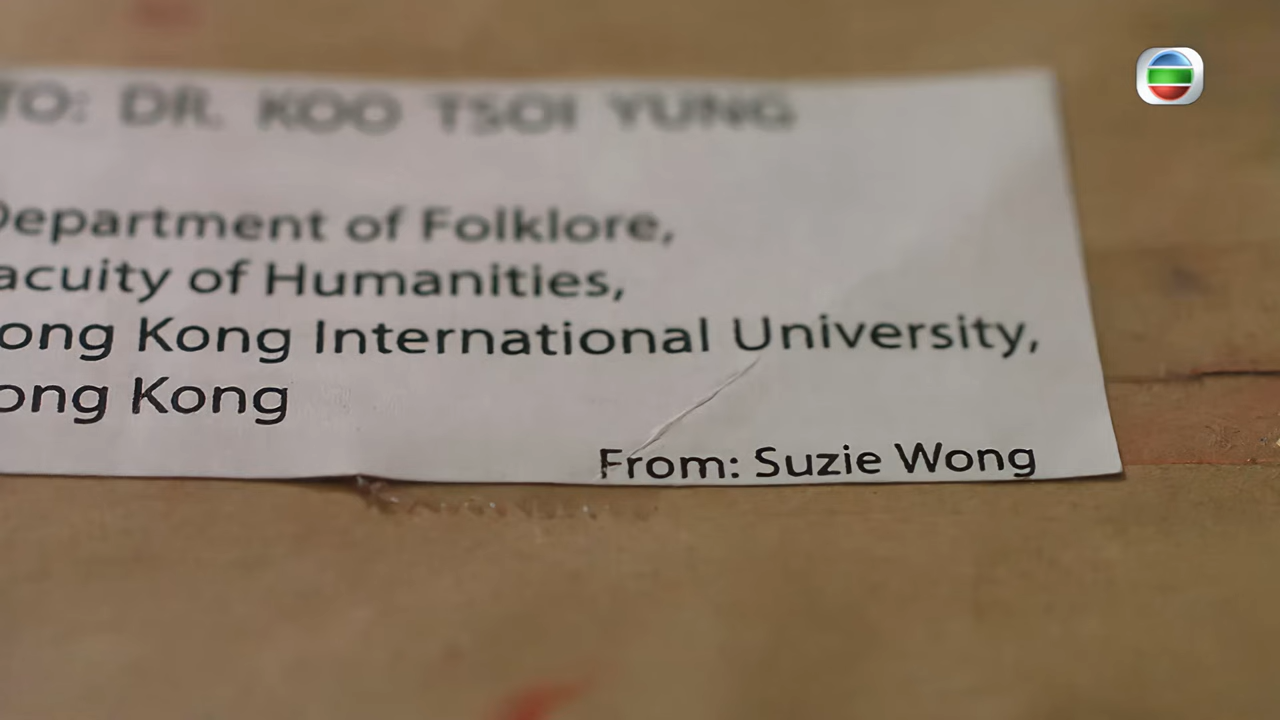 TO: DR. KOO TSOI YUNG
Department of Folklore,
acuity of Humanities,
ong Kong International University,
ong Kong
From: Suzie Wong